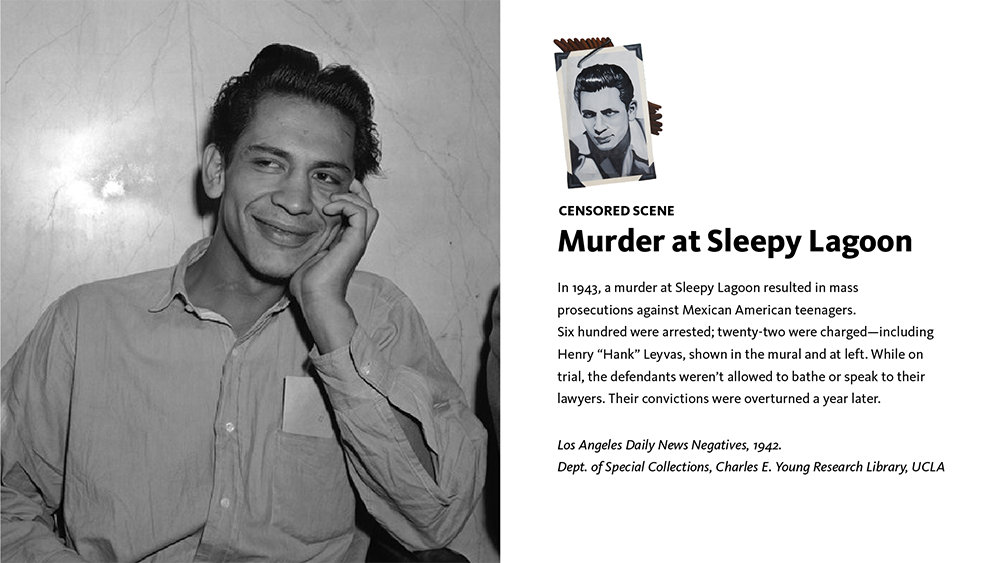 CENSORED SCENE
Murder at Sleepy Lagoon
In 1943, a murder at Sleepy Lagoon resulted in mass
prosecutions against Mexican American teenagers.
Six hundred were arrested; twenty-two were charged—including
Henry “Hank” Leyvas, shown in the mural and at left. While on
trial, the defendants weren’t allowed to bathe or speak to their
lawyers. Their convictions were overturned a year later.
Los Angeles Daily News Negatives, 1942.
Dept. of Special Collections, Charles E. Young Research Library, UCLA